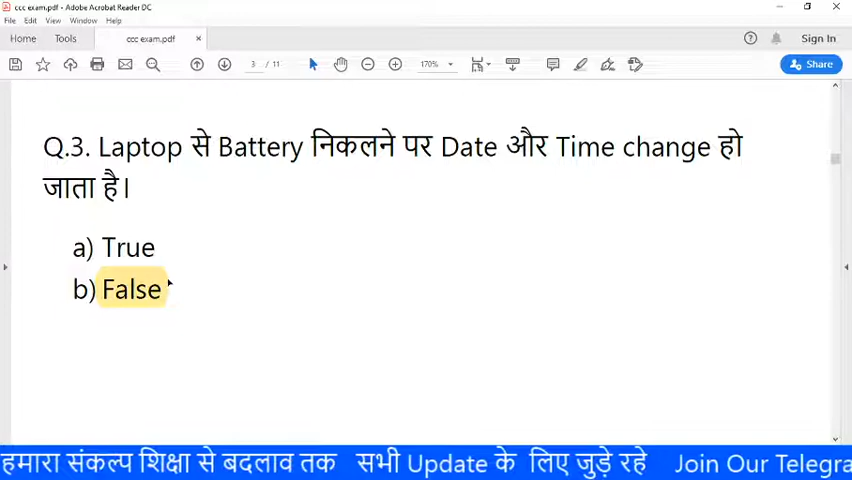 ccc exam.pdf - Adobe Acrobat Reader DC
File Edit View Window Help
Home Tools ccc exam.pdf × Sign In
3 / 11 170% Share
Q.3. Laptop से Battery निकलने पर Date और Time change हो
जाता है।
a) True
b) False
हमारा संकल्प शिक्षा से बदलाव तक सभी Update के लिए जुड़े रहे Join Our Telegra